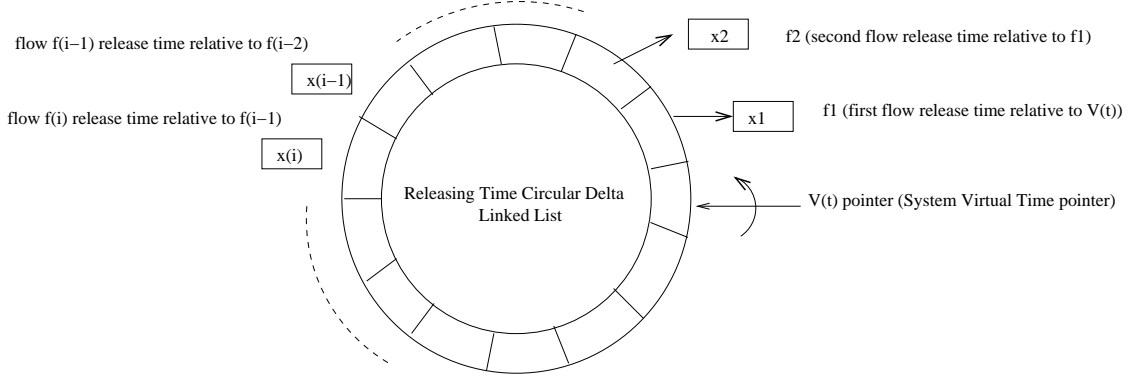 flow f(i−1) release time relative to f(i−2)
x(i−1)
flow f(i) release time relative to f(i−1)
x(i)
x2
f2 (second flow release time relative to f1)
x1
f1 (first flow release time relative to V(t))
Releasing Time Circular Delta
Linked List
V(t) pointer (System Virtual Time pointer)